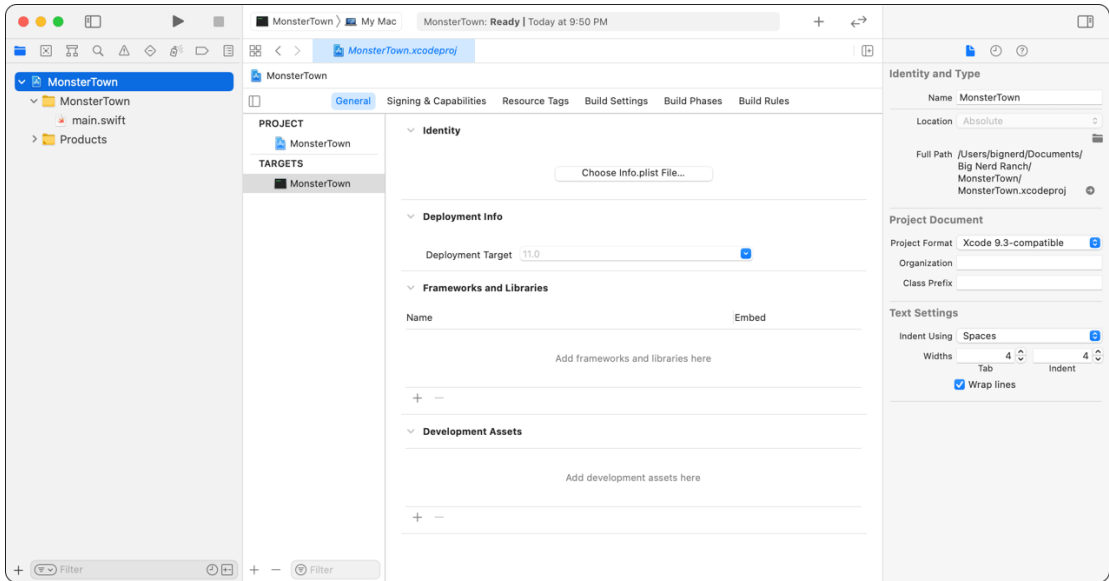 MonsterTown 〉 My Mac
MonsterTown: Ready | Today at 9:50 PM
MonsterTown
MonsterTown
main.swift
Products
Filter
MonsterTown.xcodeproj
MonsterTown
General Signing & Capabilities Resource Tags Build Settings Build Phases Build Rules
PROJECT
MonsterTown
TARGETS
MonsterTown
Filter
Identity
Choose Info.plist File...
Deployment Info
Deployment Target 11.0
Frameworks and Libraries
Name Embed
Add frameworks and libraries here
Development Assets
Add development assets here
Identity and Type
Name MonsterTown
Location Absolute
Full Path /Users/bignerd/Documents/
Big Nerd Ranch/
MonsterTown/
MonsterTown.xcodeproj
Project Document
Project Format Xcode 9.3-compatible
Organization
Class Prefix
Text Settings
Indent Using Spaces
Widths 4 4
Tab Indent
Wrap lines